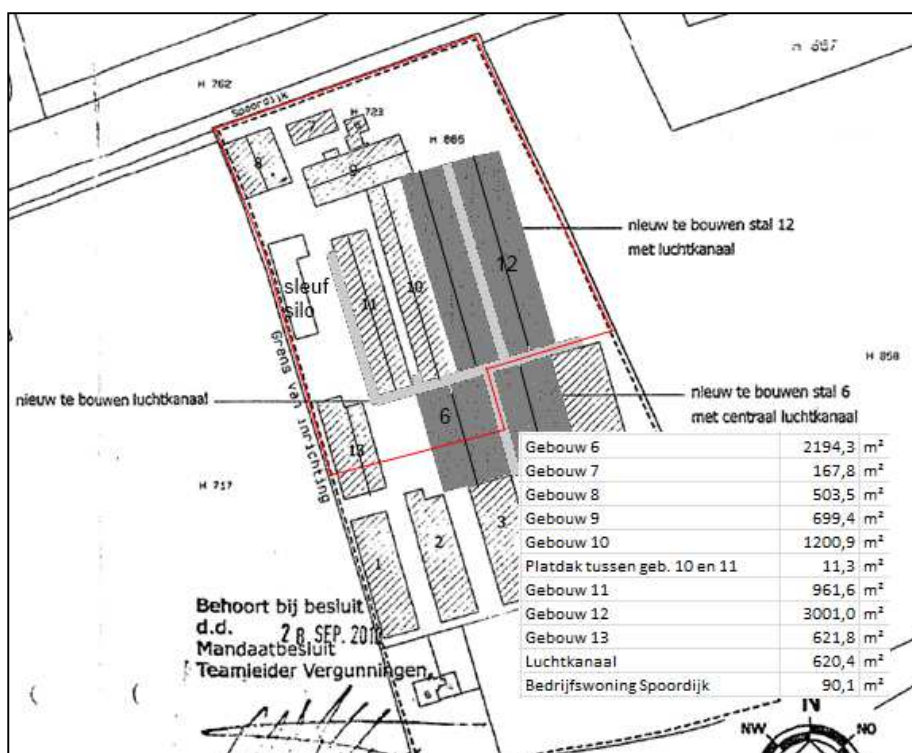 H 867
H 762
Spoordijk
H 723
7
H 885
8
9
nieuw te bouwen stal 12
met luchtkanaal
12
sleuf
silo
10
11
H 858
Grens van inrichting
nieuw te bouwen luchtkanaal
nieuw te bouwen stal 6
met centraal luchtkanaal
6
13
H 717
Gebouw 6 2194,3 m²
Gebouw 7 167,8 m²
Gebouw 8 503,5 m²
Gebouw 9 699,4 m²
Gebouw 10 1200,9 m²
Platdak tussen geb. 10 en 11 11,3 m²
Gebouw 11 961,6 m²
Gebouw 12 3001,0 m²
Gebouw 13 621,8 m²
Luchtkanaal 620,4 m²
Bedrijfswoning Spoordijk 90,1 m²
1
2
3
Behoort bij besluit
d.d. 28 SEP. 2010
Mandaatbesluit
Teamleider Vergunningen,
N
NW
NO